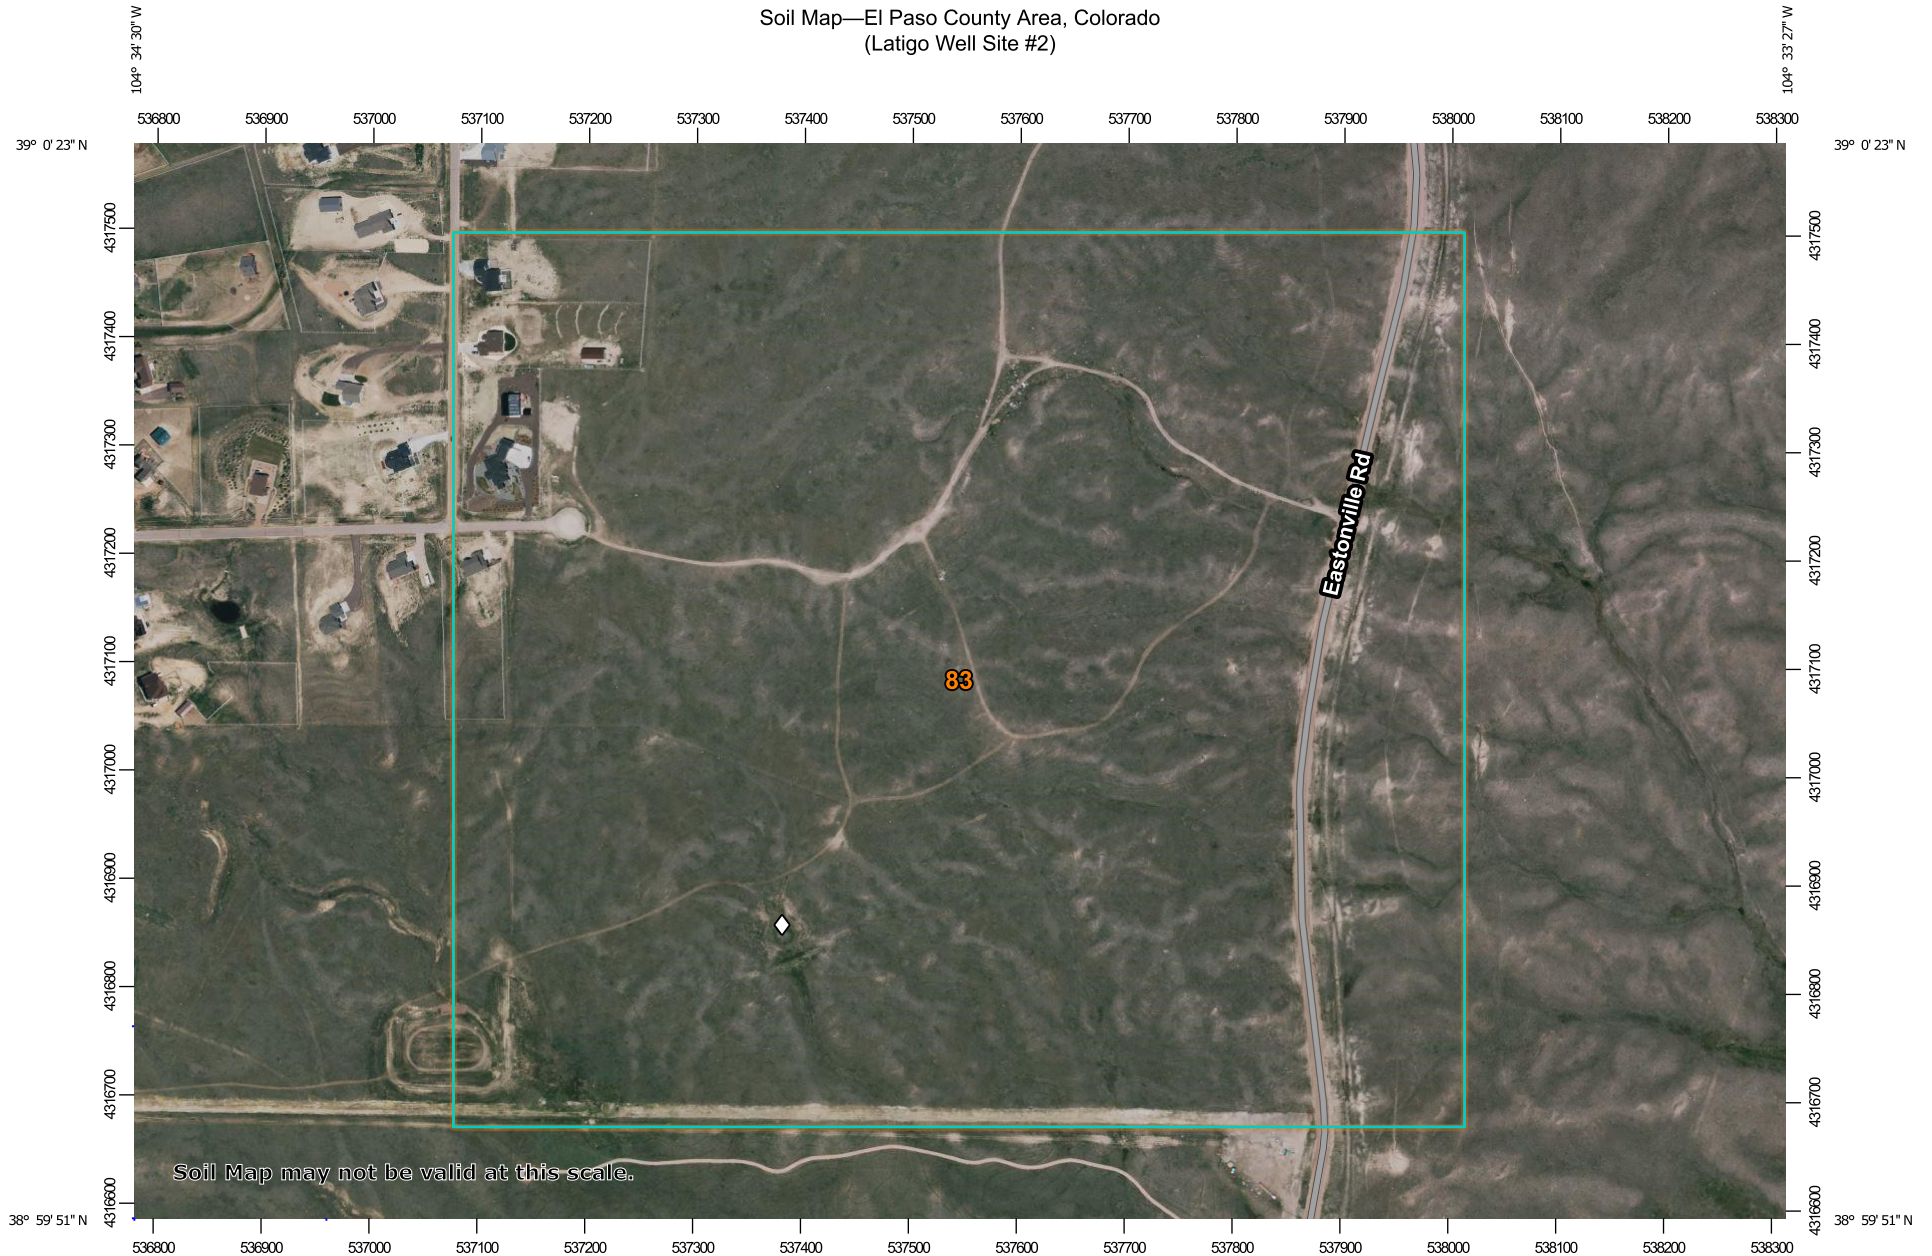 Soil Map—El Paso County Area, Colorado
(Latigo Well Site #2)
104° 34' 30" W
104° 33' 27" W
536800 536900 537000 537100 537200 537300 537400 537500 537600 537700 537800 537900 538000 538100 538200 538300
39° 0' 23" N
39° 0' 23" N
4317500
4317500
4317400
4317400
4317300
4317300
Eastonville Rd
4317200
4317200
4317100
4317100
83
4317000
4317000
4316900
4316900
4316800
4316800
4316700
4316700
Soil Map may not be valid at this scale.
4316600
4316600
38° 59' 51" N
38° 59' 51" N
536800 536900 537000 537100 537200 537300 537400 537500 537600 537700 537800 537900 538000 538100 538200 538300